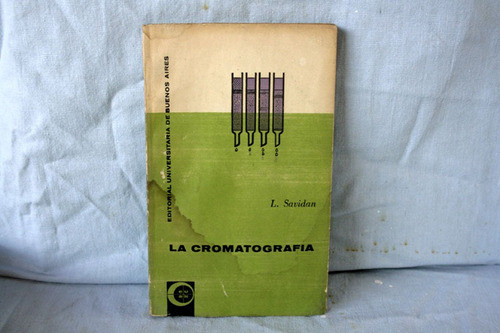 EDITORIAL UNIVERSITARIA DE BUENOS AIRES
L. Savidan
LA CROMATOGRAFIA